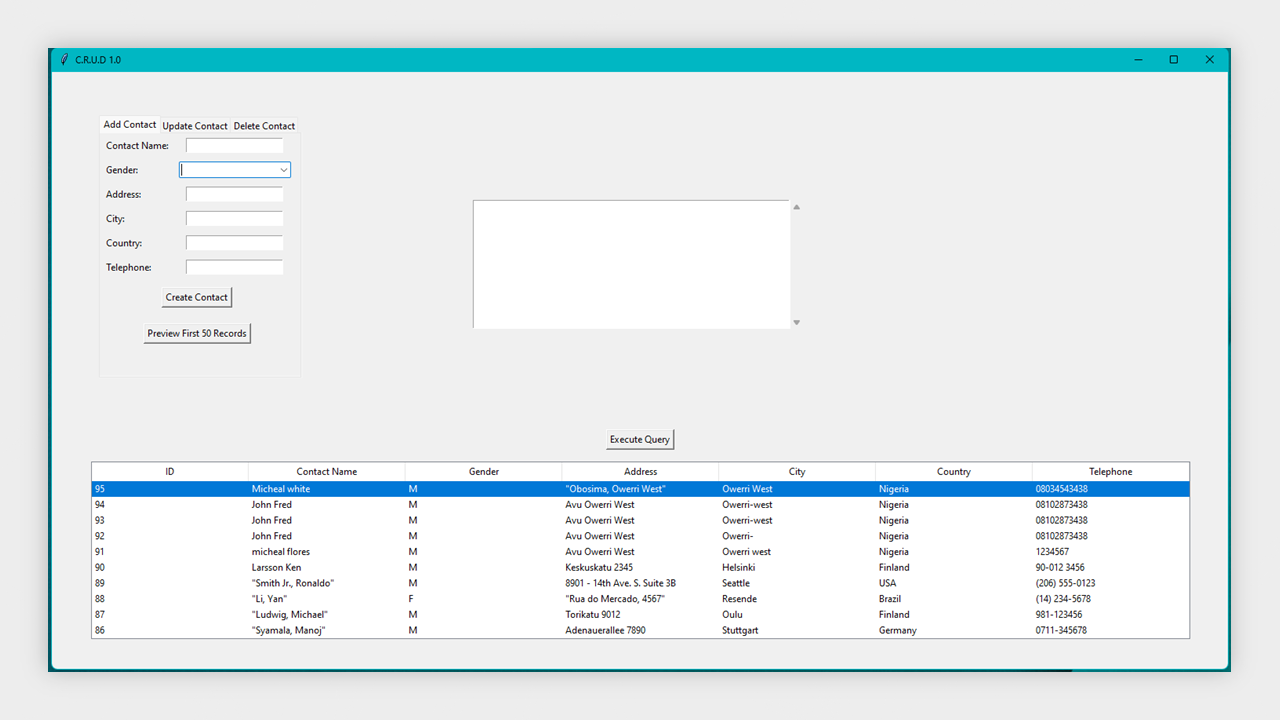 C.R.U.D 1.0
Add Contact Update Contact Delete Contact
Contact Name:
Gender:
Address:
City:
Country:
Telephone:
Create Contact
Preview First 50 Records
Execute Query
ID Contact Name Gender Address City Country Telephone
95 Micheal white M "Obosima, Owerri West" Owerri West Nigeria 08034543438
94 John Fred M Avu Owerri West Owerri-west Nigeria 08102873438
93 John Fred M Avu Owerri West Owerri-west Nigeria 08102873438
92 John Fred M Avu Owerri West Owerri- Nigeria 08102873438
91 micheal flores M Avu Owerri West Owerri west Nigeria 1234567
90 Larsson Ken M Keskuskatu 2345 Helsinki Finland 90-012 3456
89 "Smith Jr., Ronaldo" M 8901 - 14th Ave. S. Suite 3B Seattle USA (206) 555-0123
88 "Li, Yan" F "Rua do Mercado, 4567" Resende Brazil (14) 234-5678
87 "Ludwig, Michael" M Torikatu 9012 Oulu Finland 981-123456
86 "Syamala, Manoj" M Adenauerallee 7890 Stuttgart Germany 0711-345678